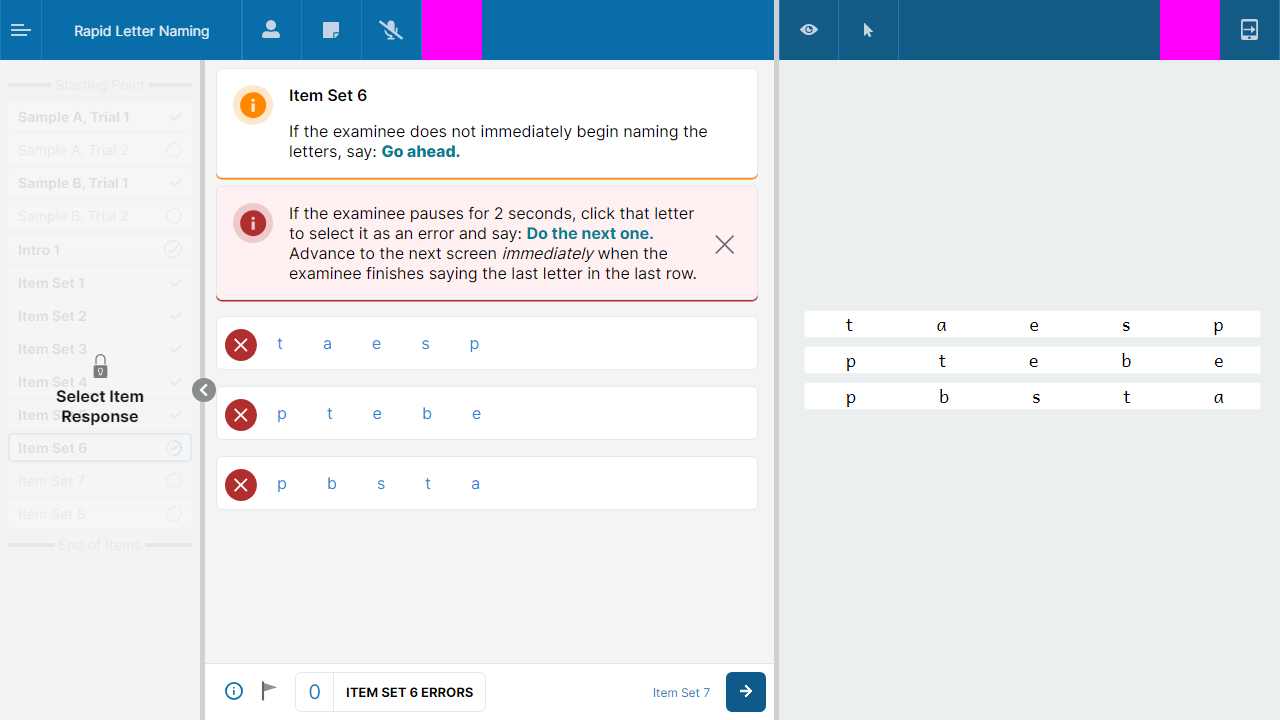 Rapid Letter Naming
Starting Point
Sample A, Trial 1
Sample A, Trial 2
Sample B, Trial 1
Sample B, Trial 2
Intro 1
Item Set 1
Item Set 2
Item Set 3
Item Set 4
Select Item
Response
Item Set 6
Item Set 7
Item Set 8
End of Items
Item Set 6
If the examinee does not immediately begin naming the
letters, say: Go ahead.
If the examinee pauses for 2 seconds, click that letter
to select it as an error and say: Do the next one.
Advance to the next screen immediately when the
examinee finishes saying the last letter in the last row.
t a e s p
p t e b e
p b s t a
0 ITEM SET 6 ERRORS
Item Set 7
t a e s p
p t e b e
p b s t a